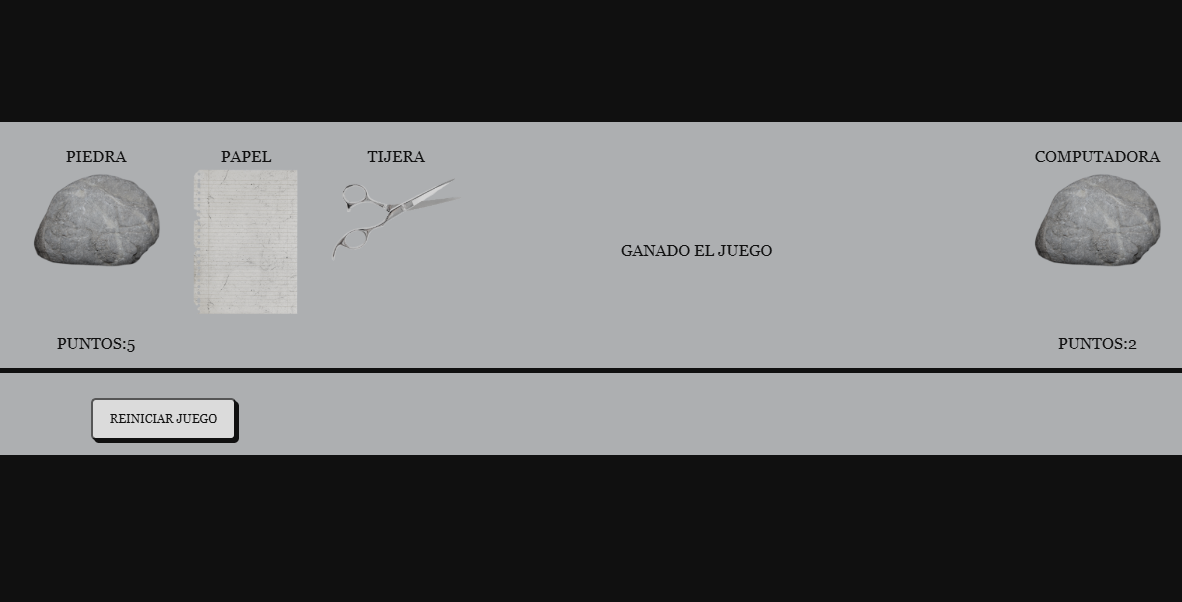 PIEDRA
PAPEL
TIJERA
COMPUTADORA
GANADO EL JUEGO
PUNTOS:5
PUNTOS:2
REINICIAR JUEGO